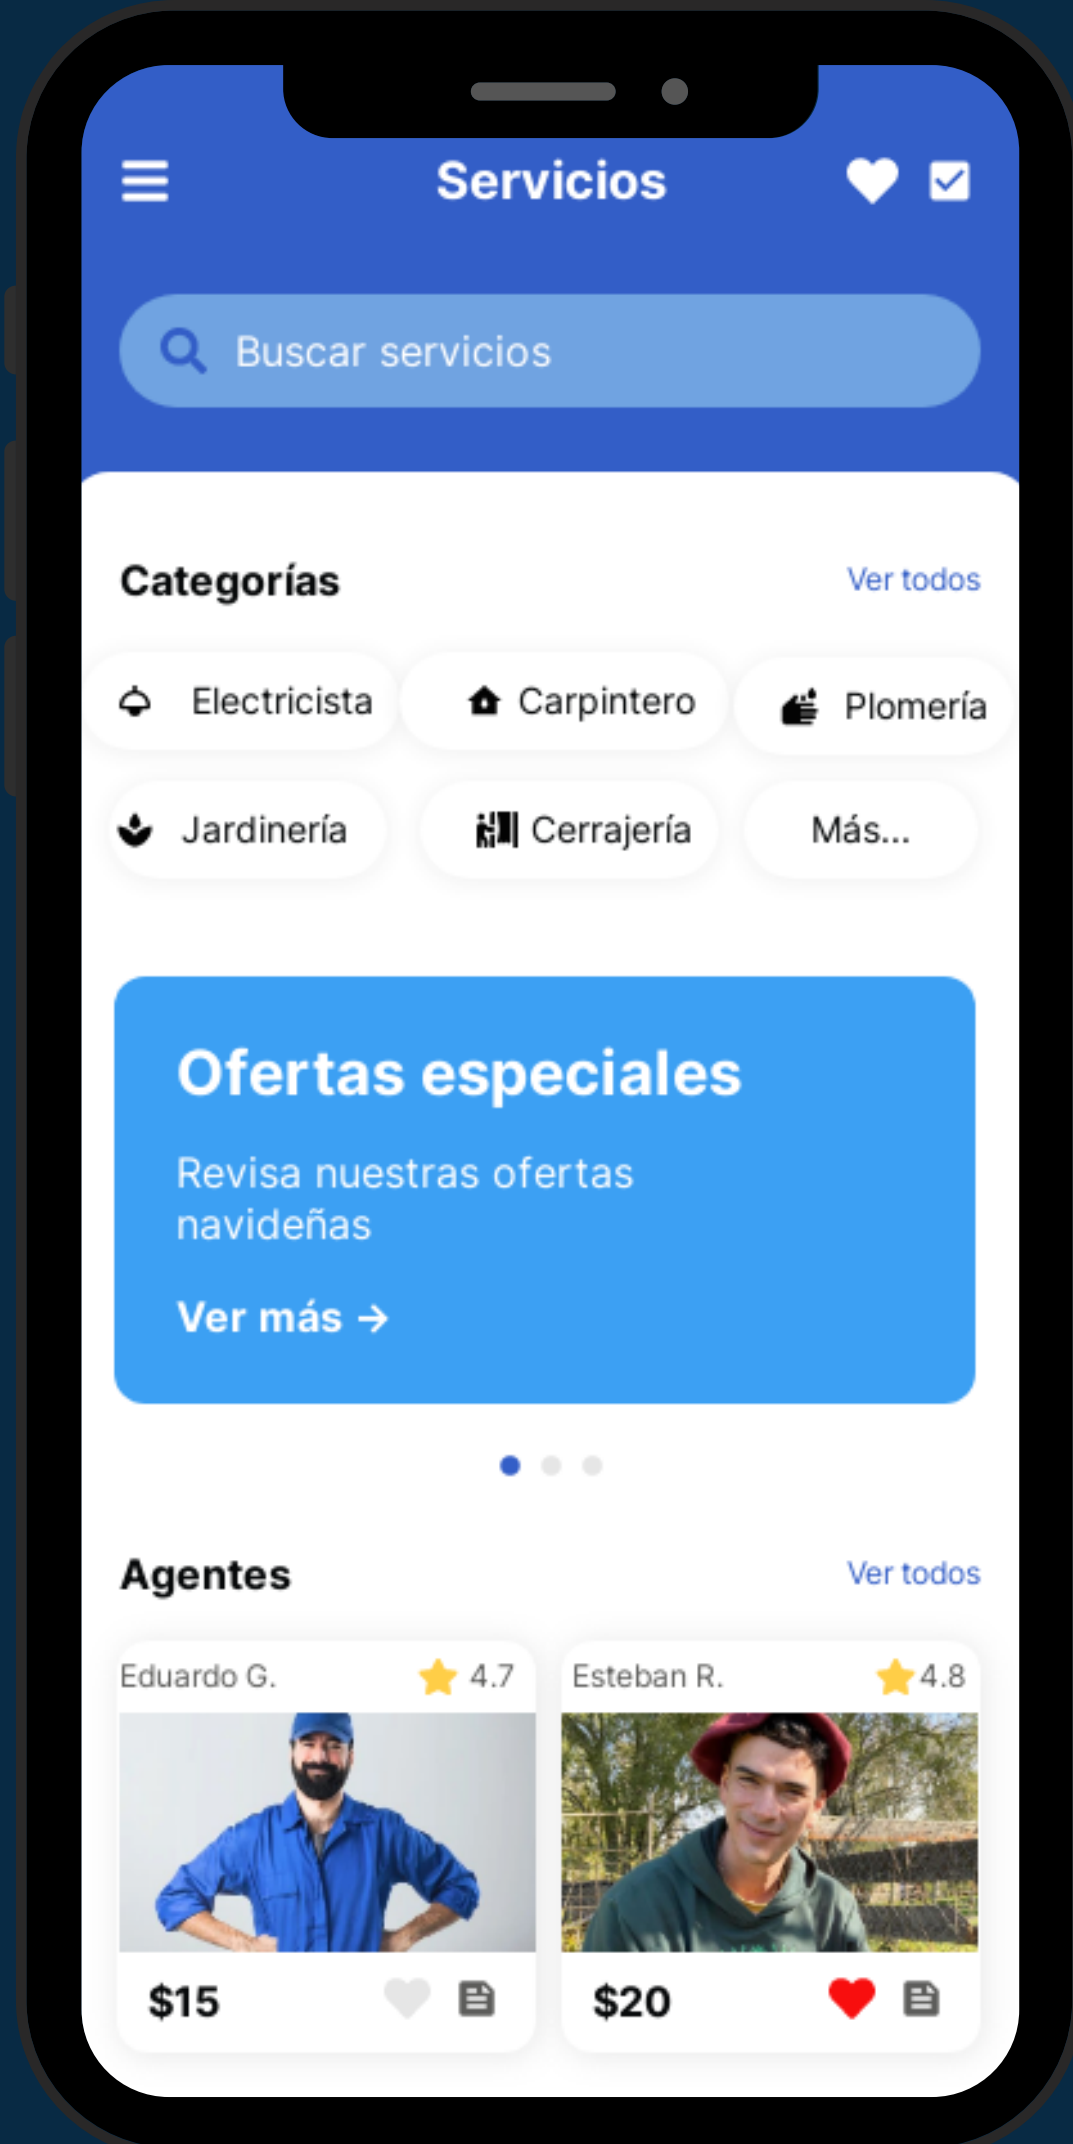 Servicios
Buscar servicios
Categorías
Ver todos
Electricista
Carpintero
Plomería
Jardinería
Cerrajería
Más...
Ofertas especiales
Revisa nuestras ofertas
navideñas
Ver más →
Agentes
Ver todos
Eduardo G.
4.7
Esteban R.
4.8
$15
$20